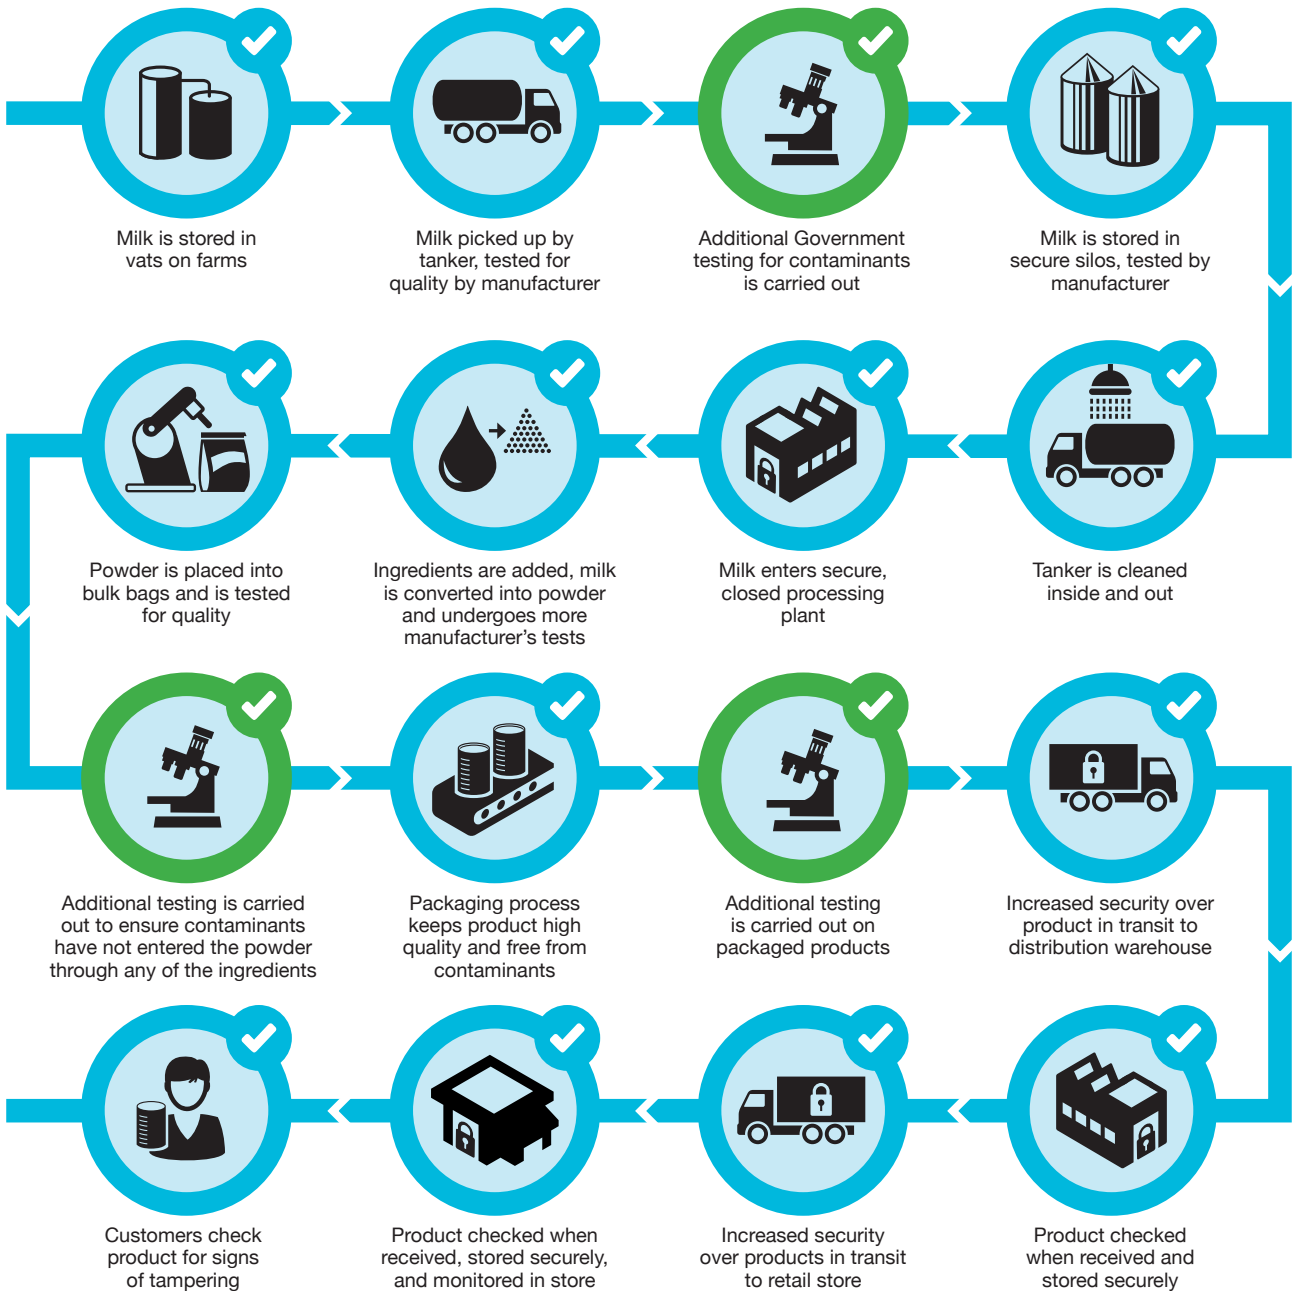 Milk is stored in
vats on farms
Milk picked up by
tanker, tested for
quality by manufacturer
Additional Government
testing for contaminants
is carried out
Milk is stored in
secure silos, tested by
manufacturer
Tanker is cleaned
inside and out
Milk enters secure,
closed processing
plant
Ingredients are added, milk
is converted into powder
and undergoes more
manufacturer’s tests
Powder is placed into
bulk bags and is tested
for quality
Additional testing is carried
out to ensure contaminants
have not entered the powder
through any of the ingredients
Packaging process
keeps product high
quality and free from
contaminants
Additional testing
is carried out on
packaged products
Increased security over
product in transit to
distribution warehouse
Product checked
when received and
stored securely
Increased security
over products in transit
to retail store
Product checked when
received, stored securely,
and monitored in store
Customers check
product for signs
of tampering